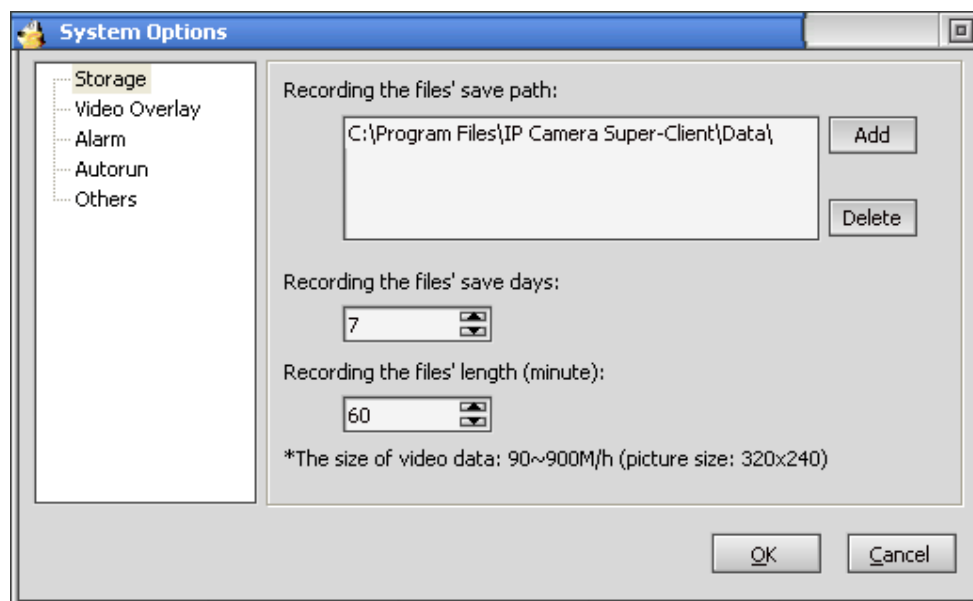 System Options
Storage
Video Overlay
Alarm
Autorun
Others
Recording the files' save path:
C:\Program Files\IP Camera Super-Client\Data\
Add
Delete
Recording the files' save days:
7
Recording the files' length (minute):
60
*The size of video data: 90~900M/h (picture size: 320x240)
OK
Cancel